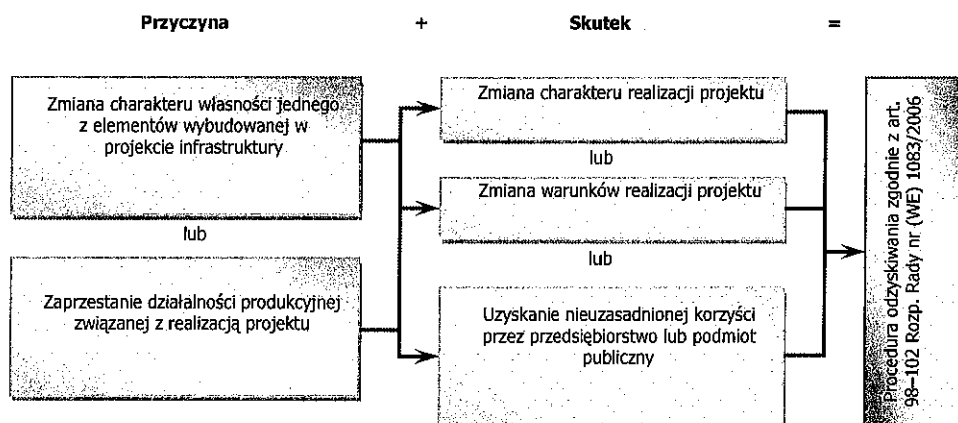 Przyczyna + Skutek =
Zmiana charakteru własności jednego
z elementów wybudowanej w
projekcie infrastruktury
lub
Zaprzestanie działalności produkcyjnej
związanej z realizacją projektu
Zmiana charakteru realizacji projektu
lub
Zmiana warunków realizacji projektu
lub
Uzyskanie nieuzasadnionej korzyści
przez przedsiębiorstwo lub podmiot
publiczny
Procedura odzyskiwania zgodnie z art.
98–102 Rozp. Rady nr (WE) 1083/2006